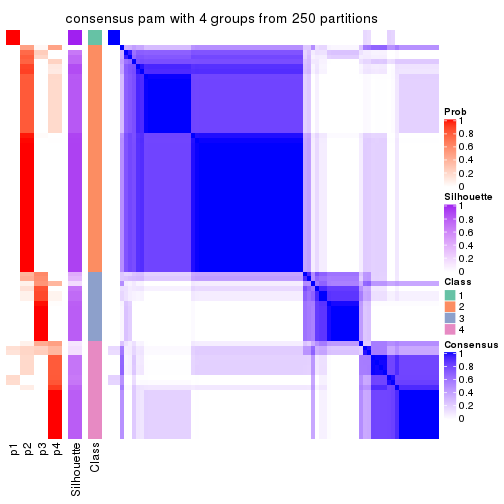 consensus pam with 4 groups from 250 partitions
Prob
1
0.8
0.6
0.4
0.2
0
Silhouette
1
0.8
0.6
0.4
0.2
0
Class
1
2
3
4
Consensus
1
0.8
0.6
0.4
0.2
0
p1
p2
p3
p4
Silhouette
Class